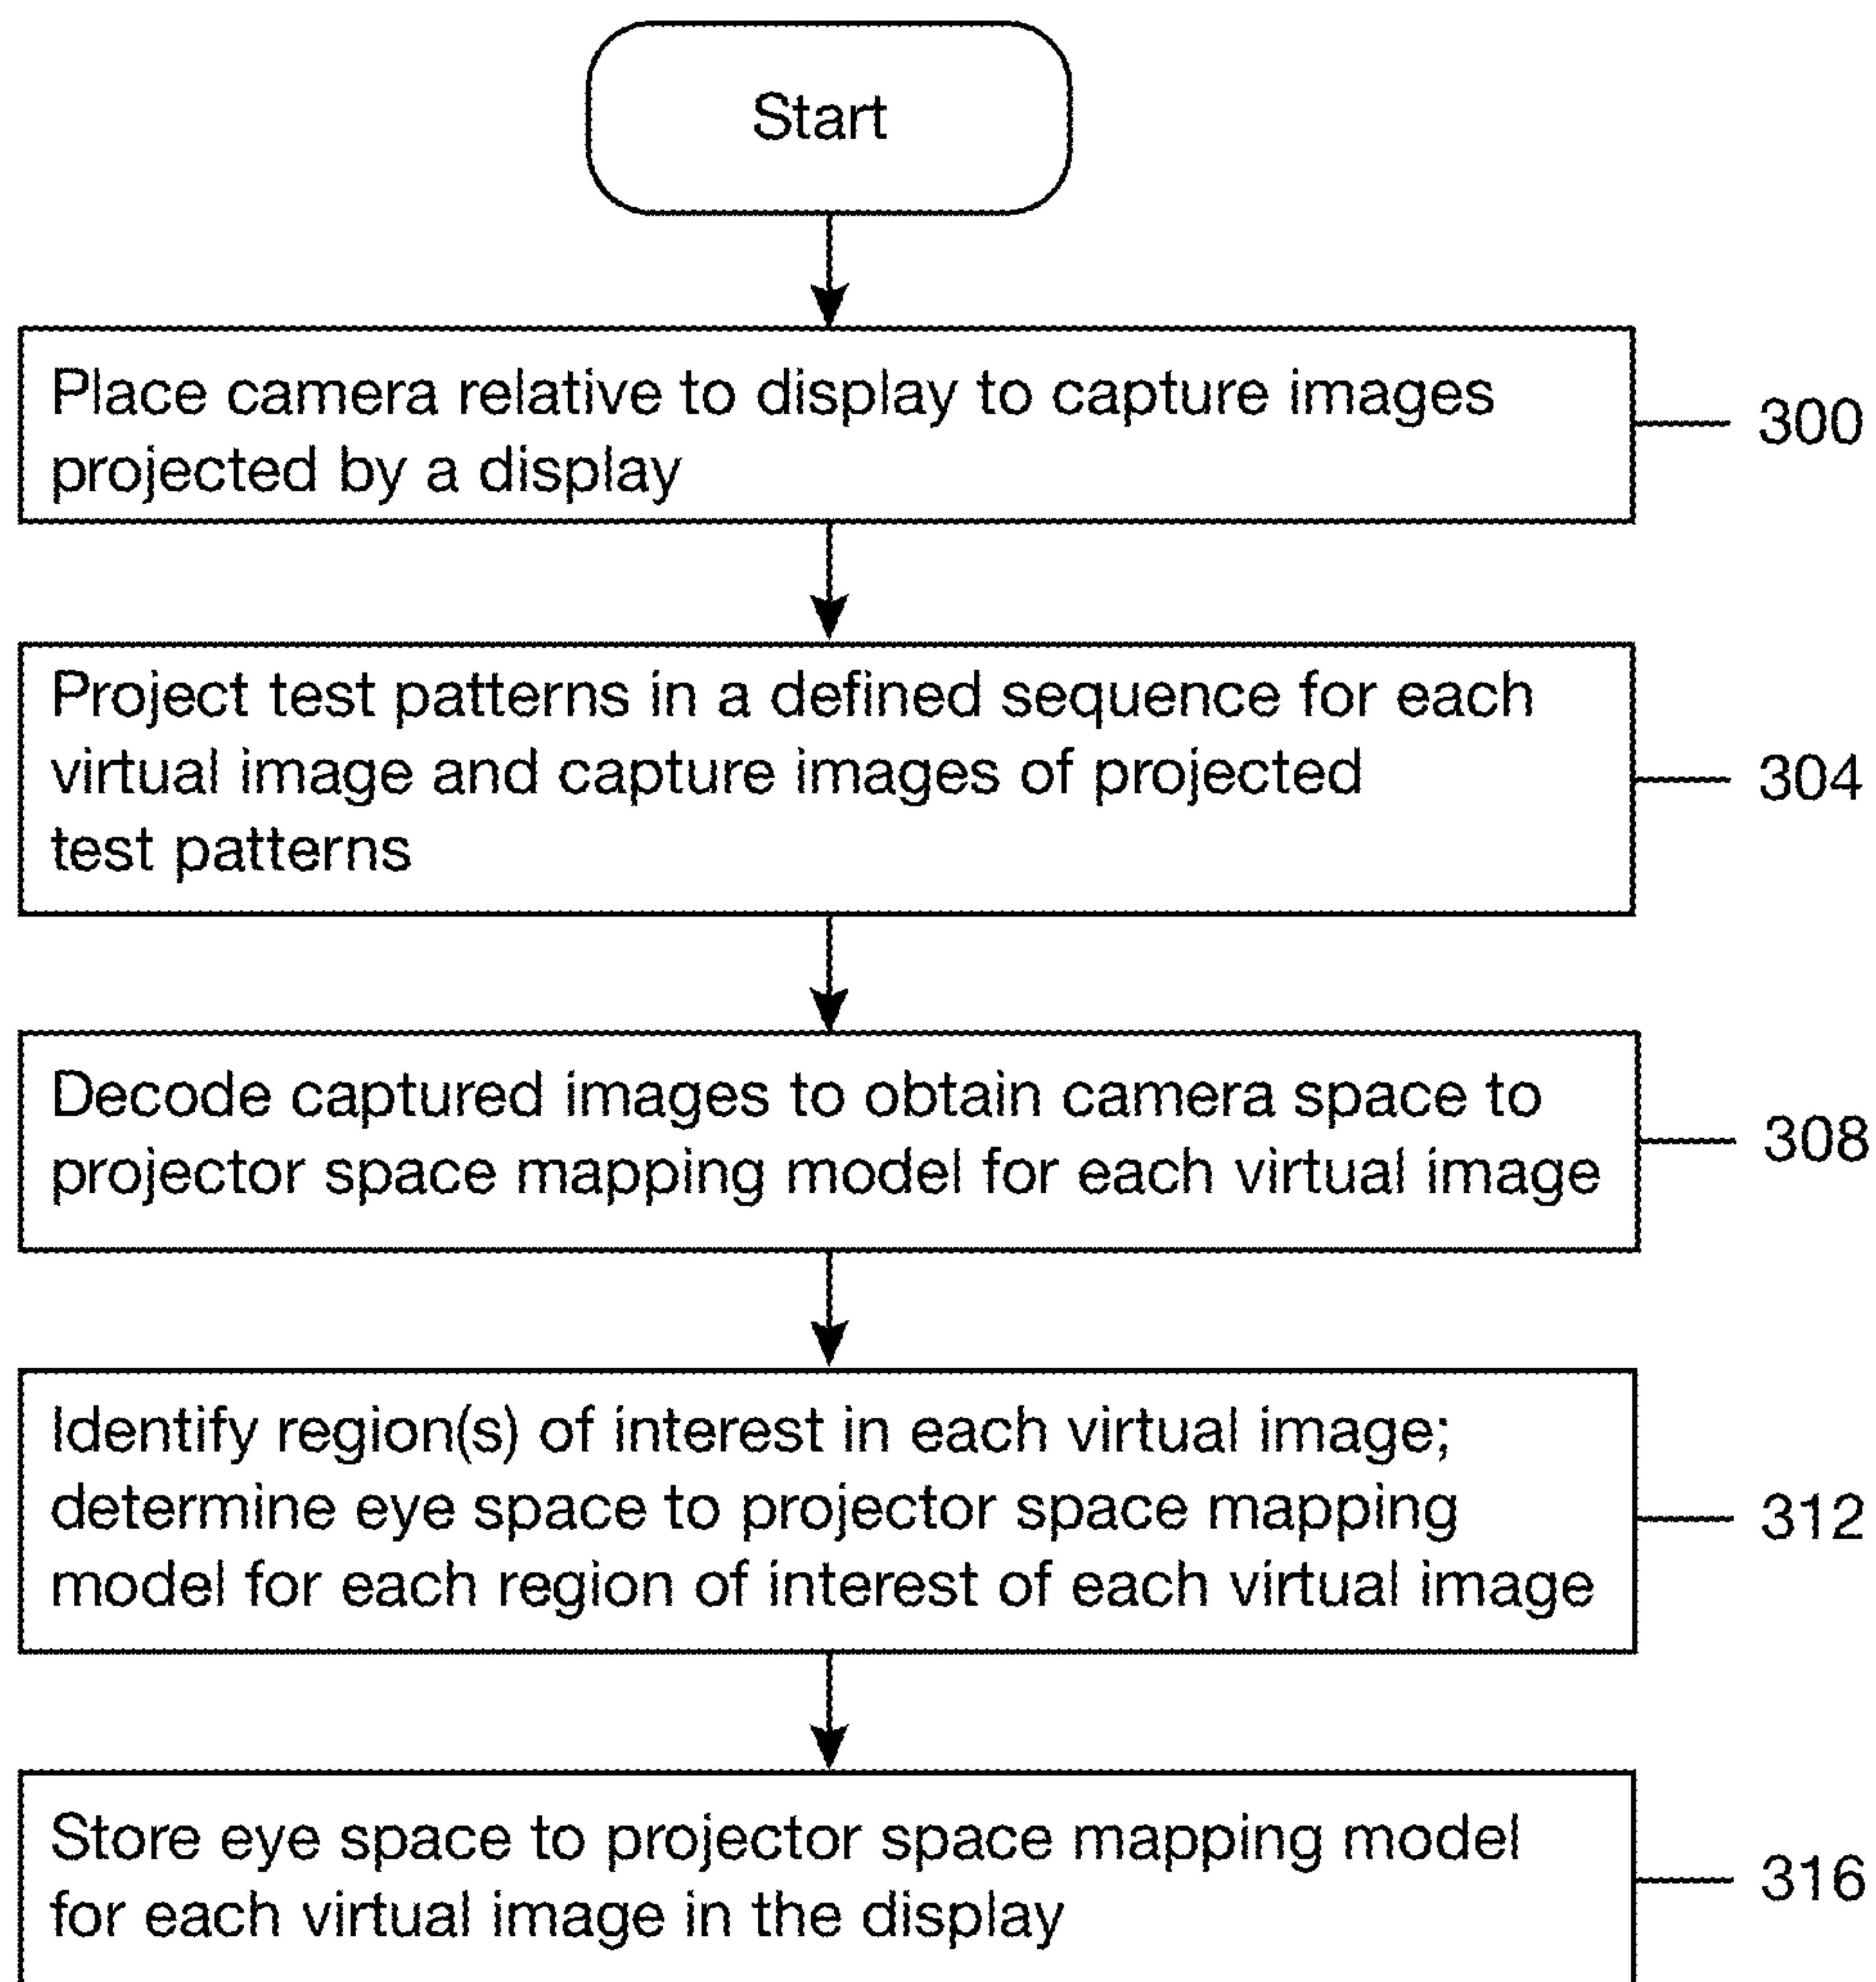 Start
Place camera relative to display to capture images
projected by a display
300
Project test patterns in a defined sequence for each
virtual image and capture images of projected
test patterns
304
Decode captured images to obtain camera space to
projector space mapping model for each virtual image
308
Identify region(s) of interest in each virtual image;
determine eye space to projector space mapping
model for each region of interest of each virtual image
312
Store eye space to projector space mapping model
for each virtual image in the display
316